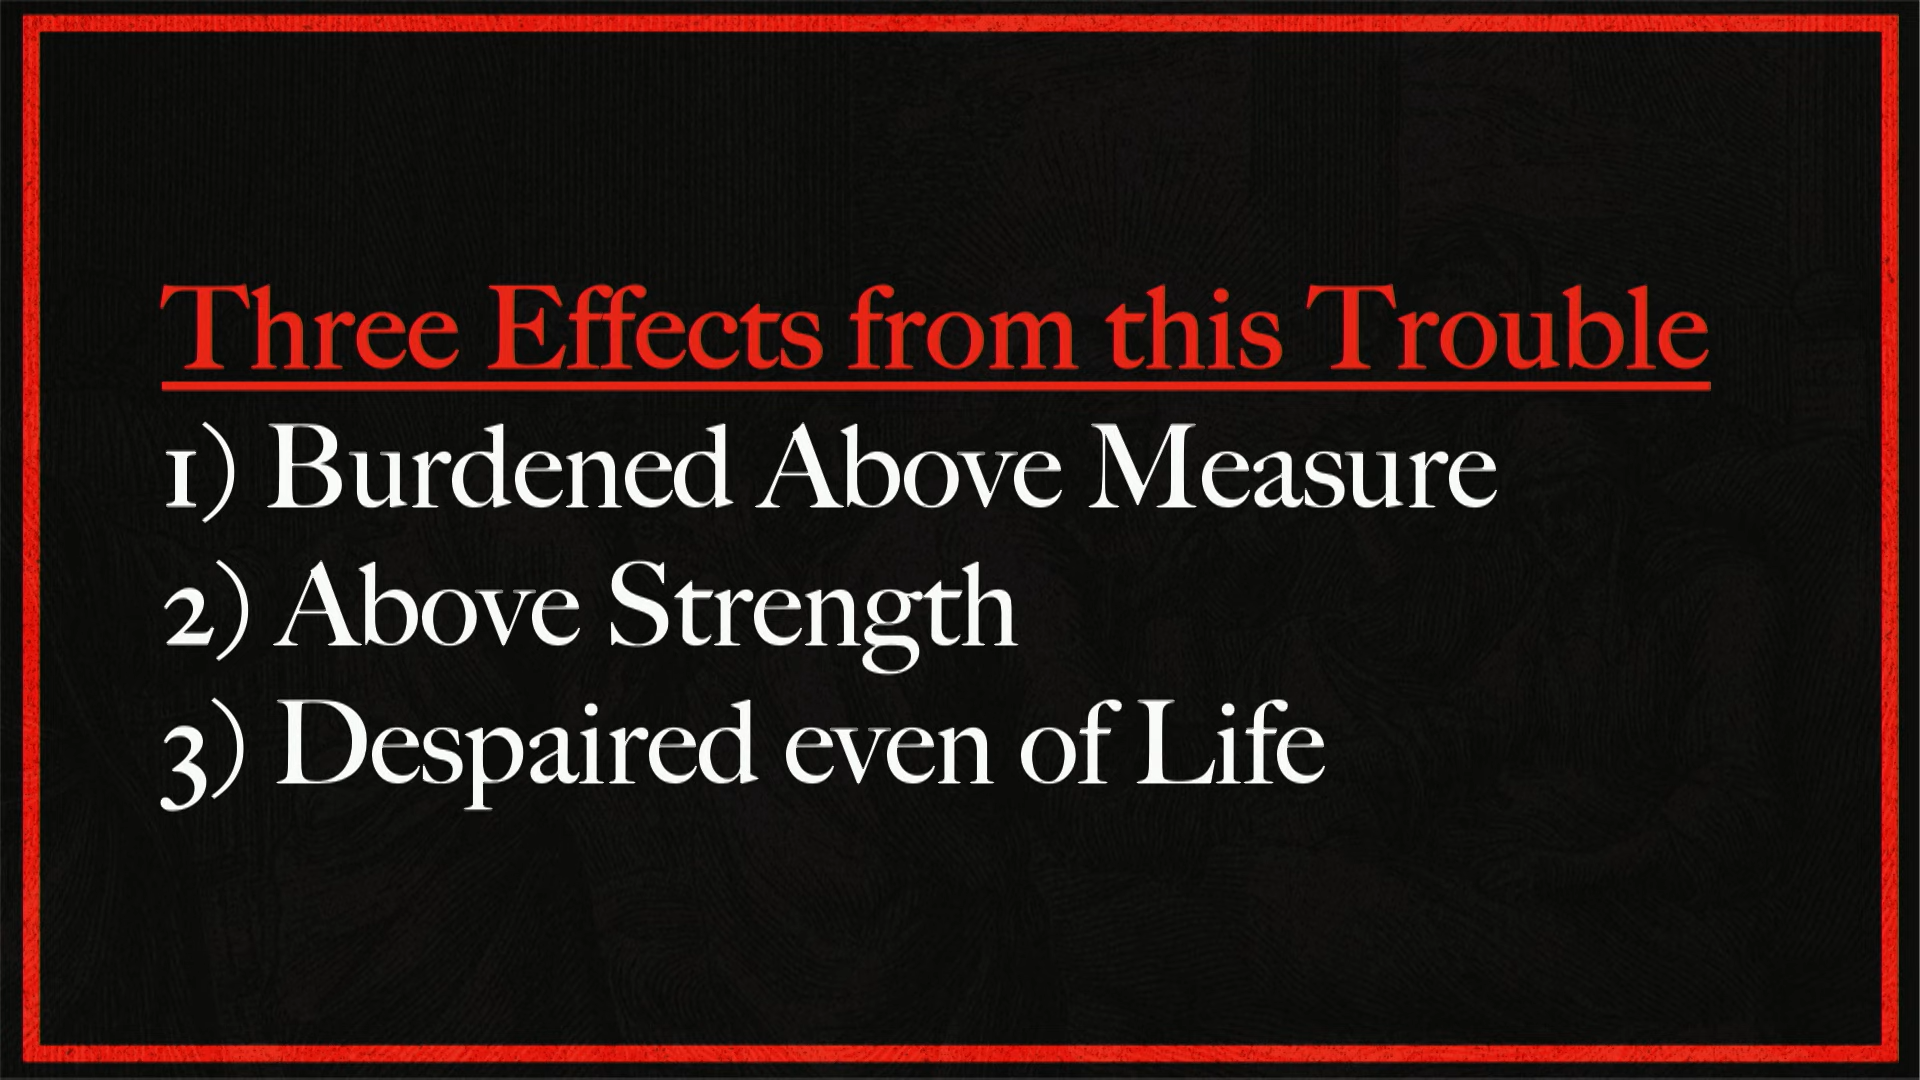 Three Effects from this Trouble
1) Burdened Above Measure
2) Above Strength
3) Despaired even of Life